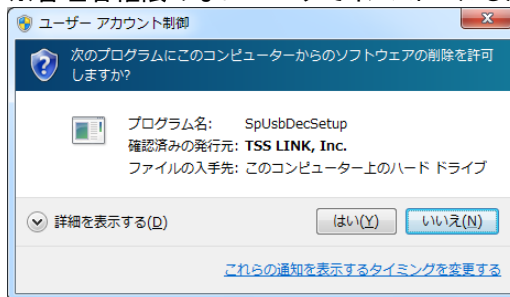 ユーザー アカウント制御
次のプログラムにこのコンピューターからのソフトウェアの削除を許可
しますか?
プログラム名: SpUsbDecSetup
確認済みの発行元: TSS LINK, Inc.
ファイルの入手先: このコンピューター上のハード ドライブ
詳細を表示する(D)
はい(Y)
いいえ(N)
これらの通知を表示するタイミングを変更する